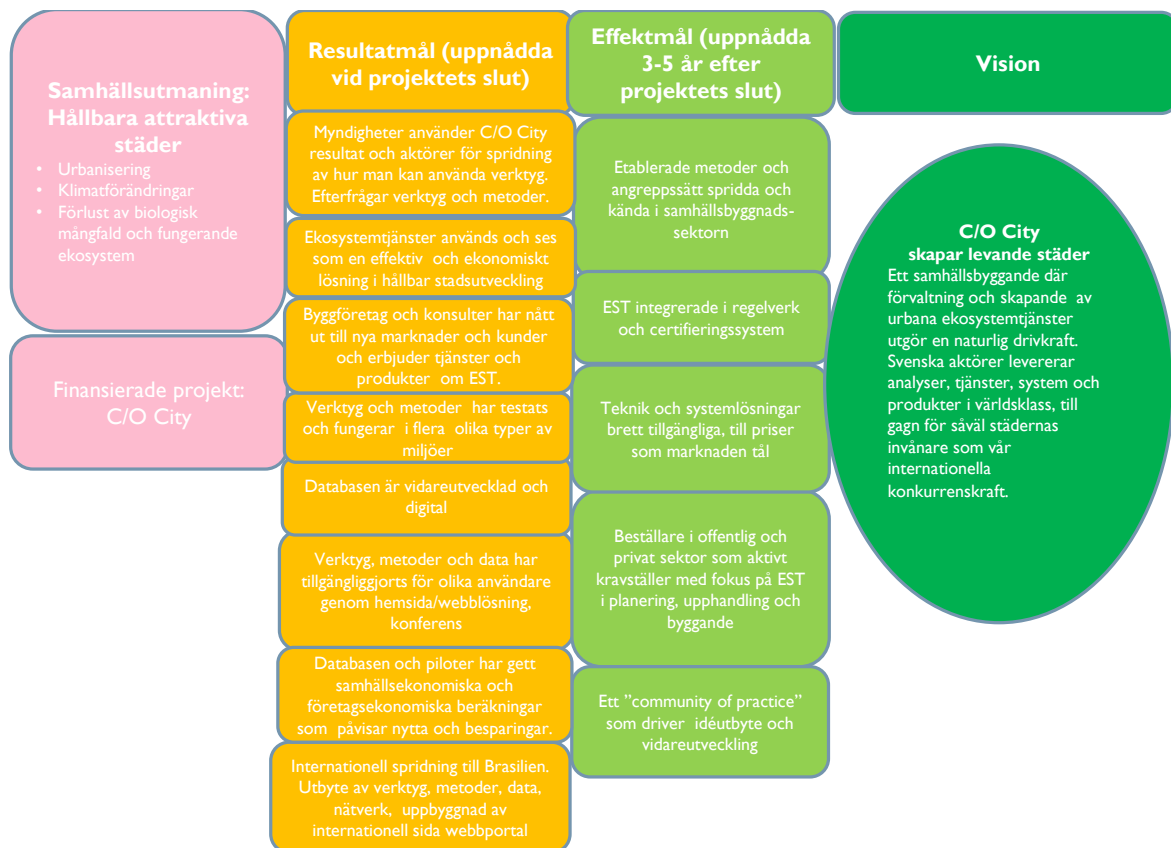 Samhällsutmaning:
Hållbara attraktiva
städer
• Urbanisering
• Klimatförändringar
• Förlust av biologisk
mångfald och fungerande
ekosystem
Finansierade projekt:
C/O City
Resultatmål (uppnådda
vid projektets slut)
Myndigheter använder C/O City
resultat och aktörer för spridning
av hur man kan använda verktyg.
Efterfrågar verktyg och metoder.
Ekosystemtjänster används och ses
som en effektiv och ekonomiskt
lösning i hållbar stadsutveckling
Byggföretag och konsulter har nått
ut till nya marknader och kunder
och erbjuder tjänster och
produkter om EST.
Verktyg och metoder har testats
och fungerar i flera olika typer av
miljöer
Databasen är vidareutvecklad och
digital
Verktyg, metoder och data har
tillgängliggjorts för olika användare
genom hemsida/webblösning,
konferens
Databasen och piloter har gett
samhällsekonomiska och
företagsekonomiska beräkningar
som påvisar nytta och besparingar.
Internationell spridning till Brasilien.
Utbyte av verktyg, metoder, data,
nätverk, uppbyggnad av
internationell sida webbportal
Effektmål (uppnådda
3-5 år efter
projektets slut)
Etablerade metoder och
angreppssätt spridda och
kända i samhällsbyggnads-
sektorn
EST integrerade i regelverk
och certifieringssystem
Teknik och systemlösningar
brett tillgängliga, till priser
som marknaden tål
Beställare i offentlig och
privat sektor som aktivt
kravställer med fokus på EST
i planering, upphandling och
byggande
Ett ”community of practice”
som driver idéutbyte och
vidareutveckling
Vision
C/O City
skapar levande städer
Ett samhällsbyggande där
förvaltning och skapande av
urbana ekosystemtjänster
utgör en naturlig drivkraft.
Svenska aktörer levererar
analyser, tjänster, system och
produkter i världsklass, till
gagn för såväl städernas
invånare som vår
internationella
konkurrenskraft.